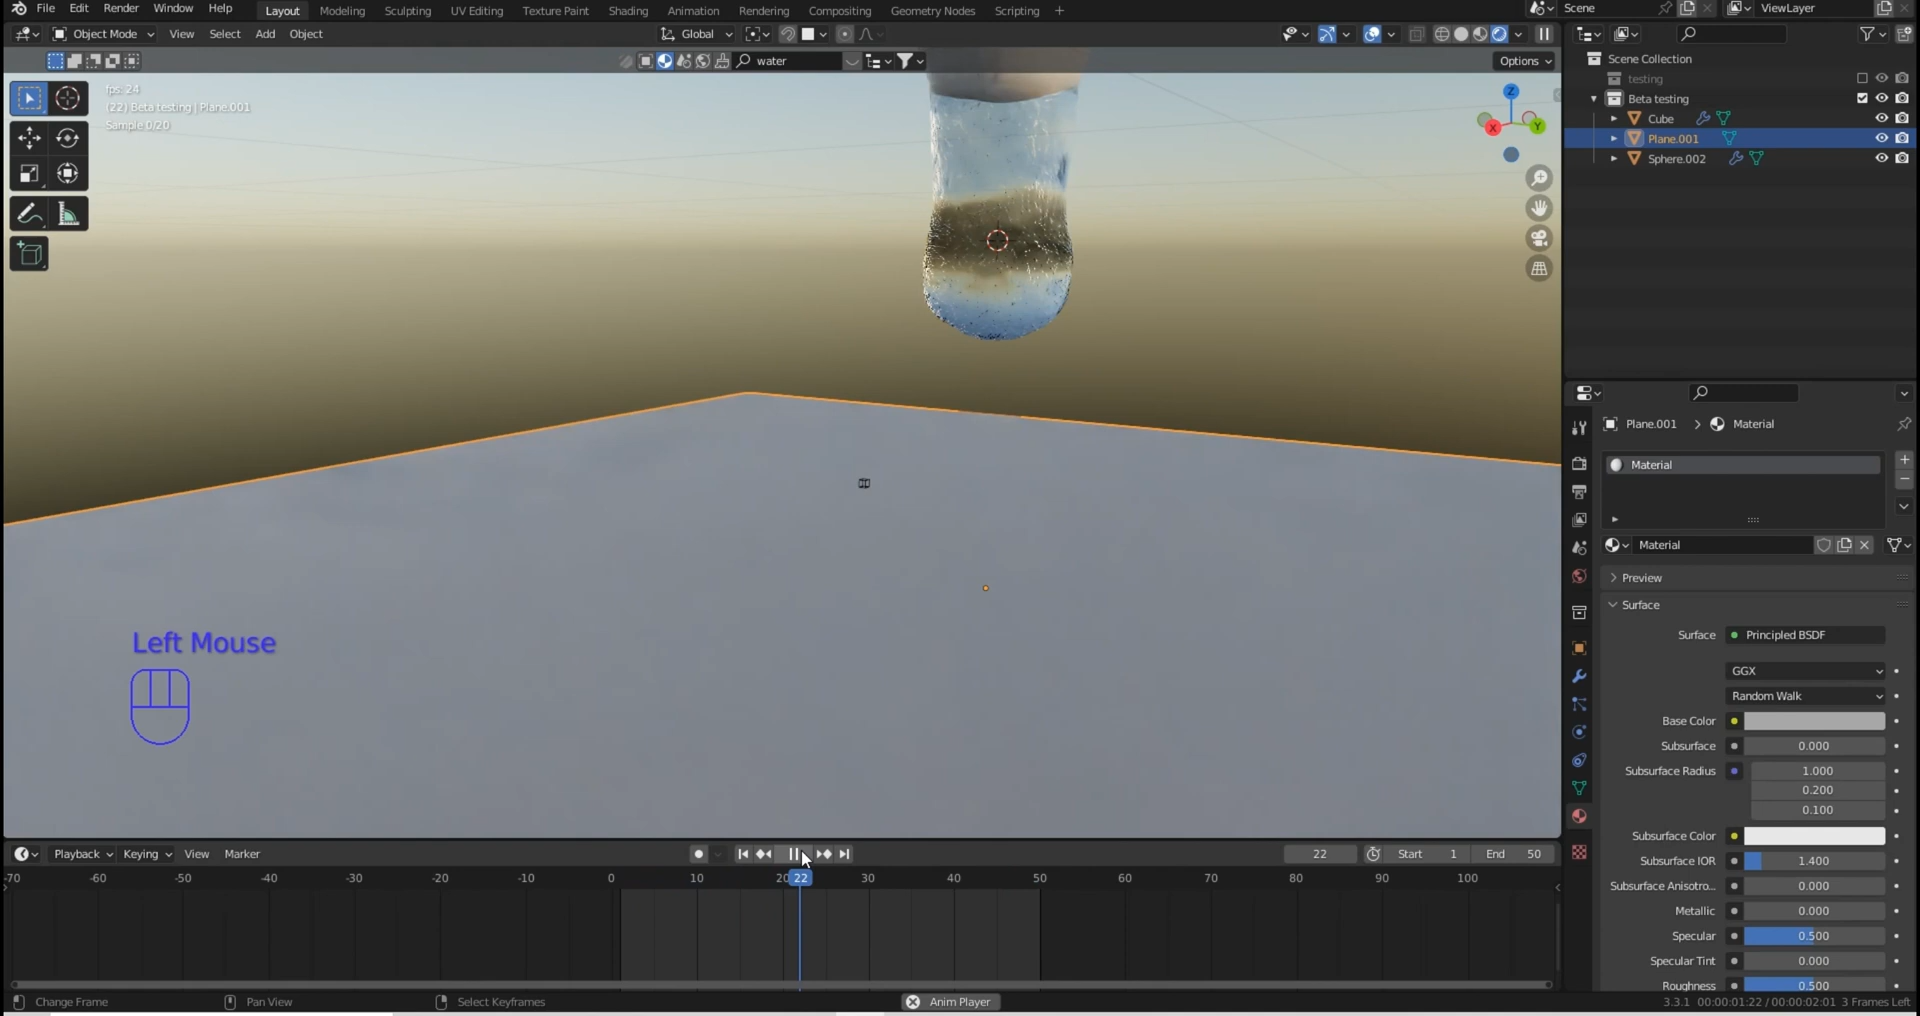 File Edit Render Window Help Layout Modeling Sculpting UV Editing Texture Paint Shading Animation Rendering Compositing Geometry Nodes Scripting + Scene ViewLayer
Object Mode View Select Add Object Global
water Options
fps: 24
(22) Beta testing | Plane.001
Sample 0/20
Z
X
Y
Left Mouse
Scene Collection
testing
Beta testing
Cube
Plane.001
Sphere.002
Plane.001 > Material
Material
Material
Preview
Surface
Surface Principled BSDF
GGX
Random Walk
Base Color
Subsurface 0.000
Subsurface Radius 1.000
0.200
0.100
Subsurface Color
Subsurface IOR 1.400
Subsurface Anisotro... 0.000
Metallic 0.000
Specular 0.500
Specular Tint 0.000
Roughness 0.500
Playback Keying View Marker 22 Start 1 End 50
-70 -60 -50 -40 -30 -20 -10 0 10 20 22 30 40 50 60 70 80 90 100
Change Frame Pan View Select Keyframes Anim Player 3.3.1 00:00:01:22 / 00:00:02:01 3 Frames Left